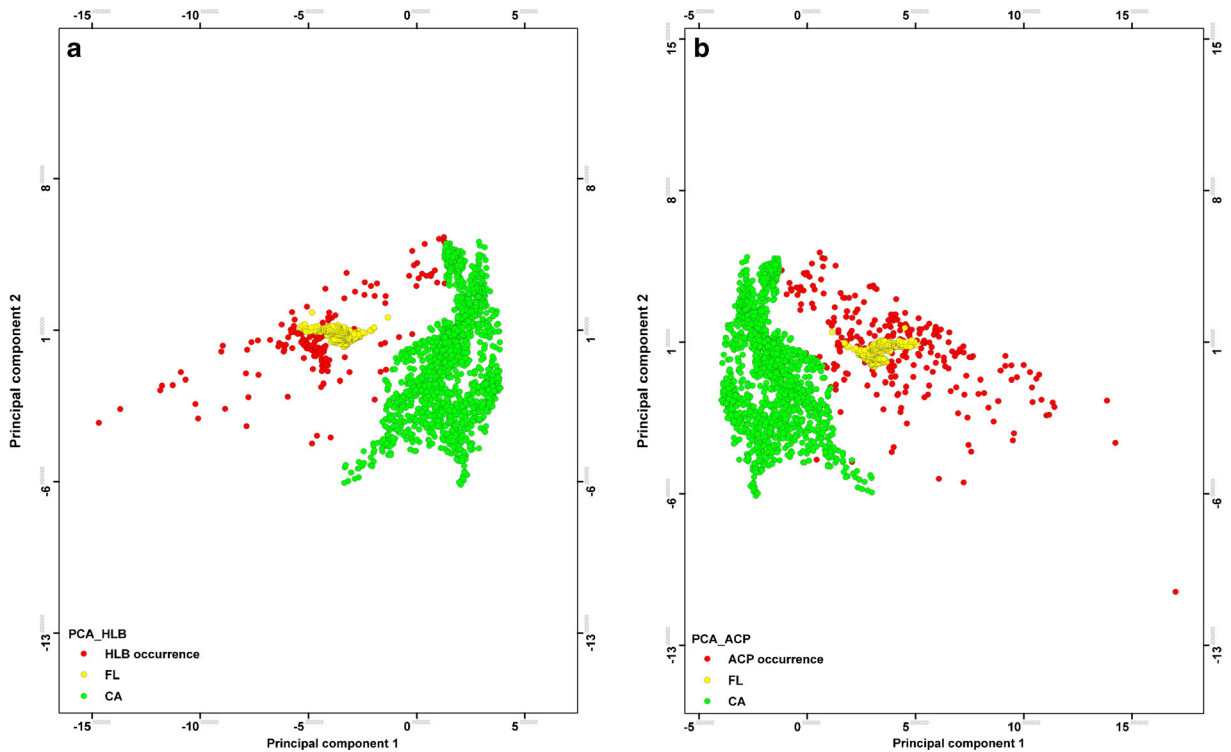 -15 -10 -5 0 5
a
8 8
1 1
-6 -6
-13 -13
Principal component 2
PCA_HLB
HLB occurrence
FL
CA
-15 -10 -5 0 5
Principal component 1
-5 0 5 10 15
b
15 15
8 8
1 1
-6 -6
-13 -13
Principal component 2
PCA_ACP
ACP occurrence
FL
CA
-5 0 5 10 15
Principal component 1